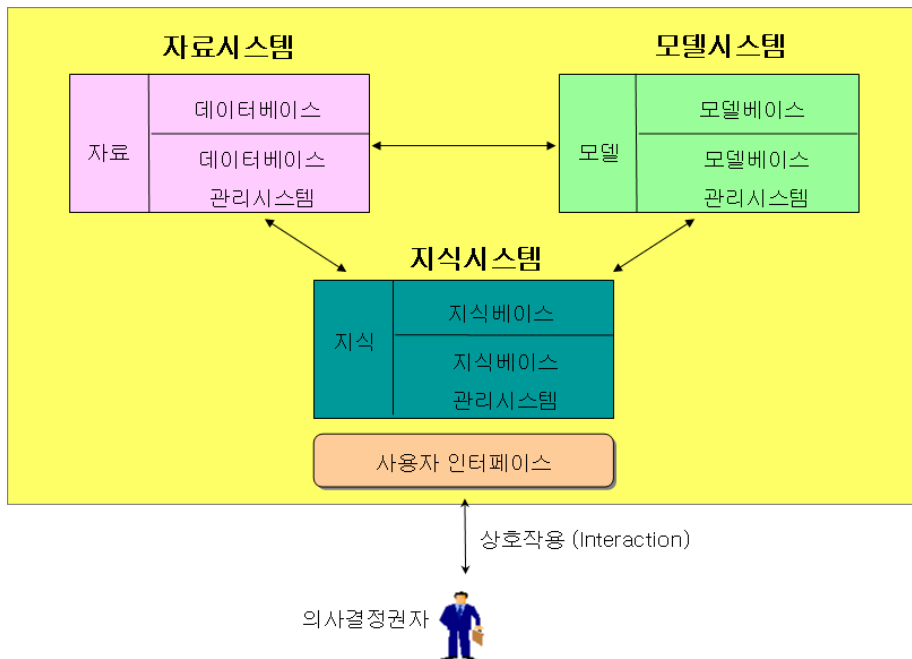 자료시스템
모델시스템
자료
데이터베이스
데이터베이스
관리시스템
모델
모델베이스
모델베이스
관리시스템
지식시스템
지식
지식베이스
지식베이스
관리시스템
사용자 인터페이스
상호작용 (Interaction)
의사결정권자